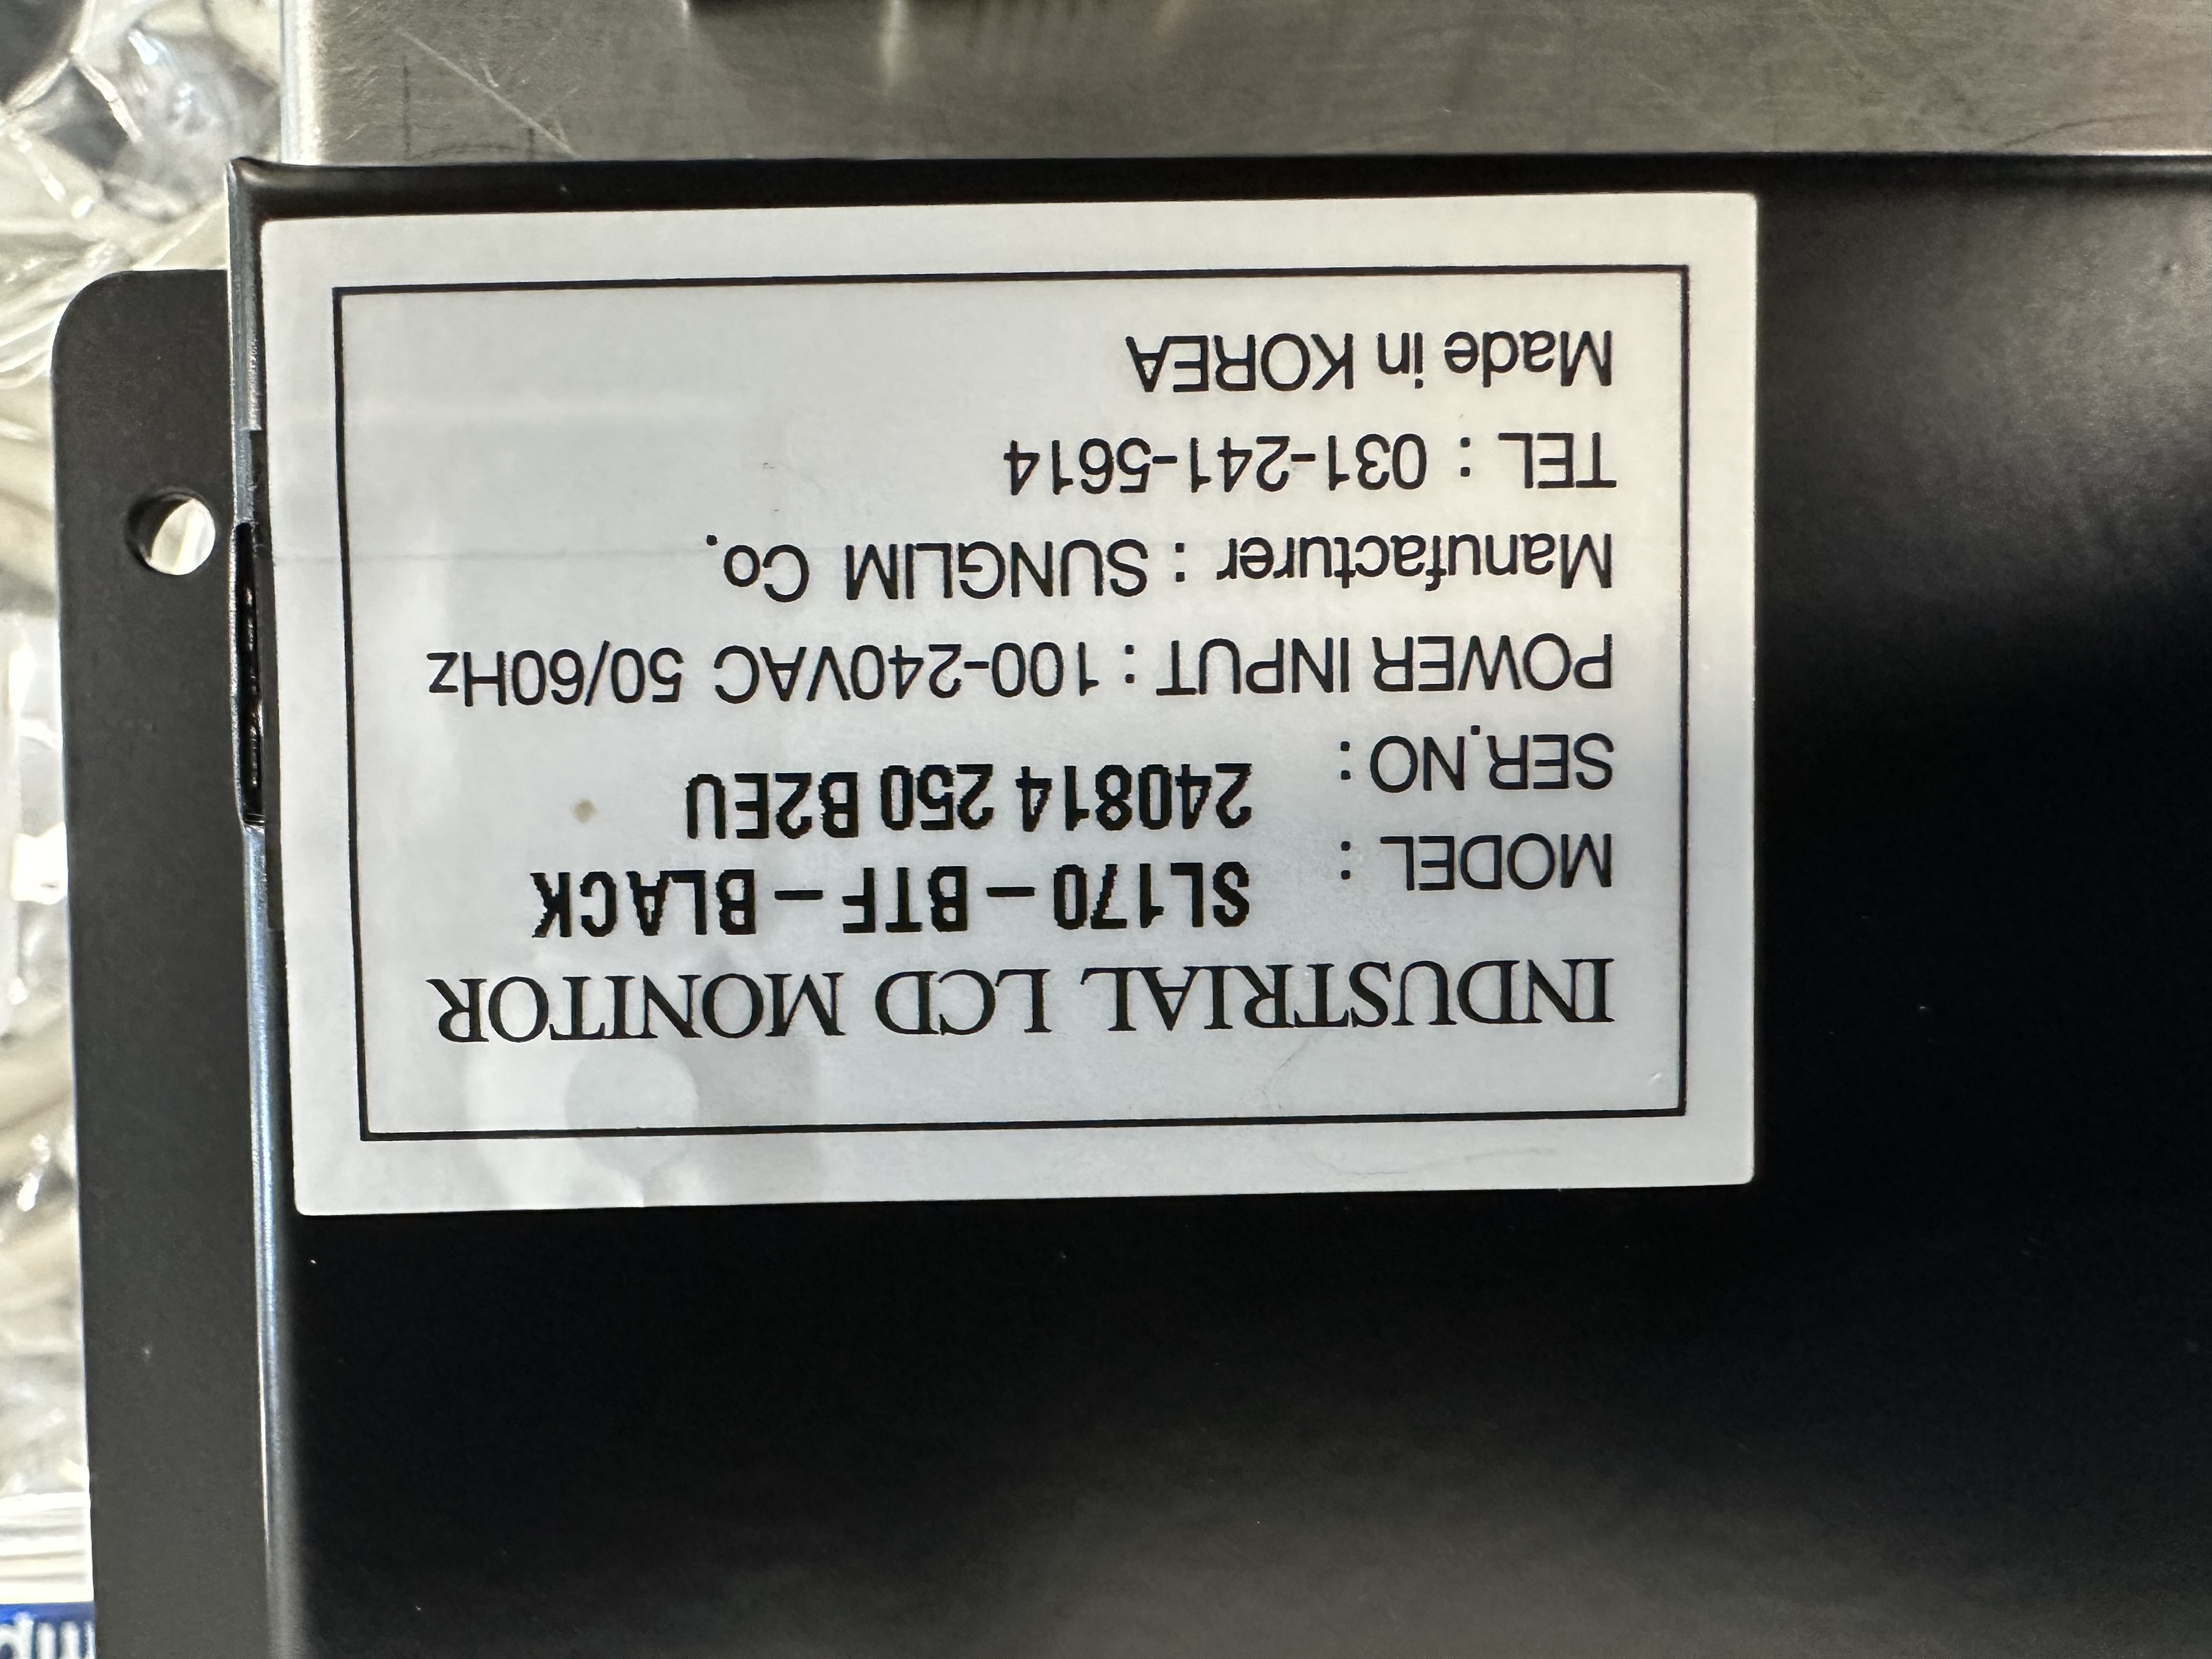 INDUSTRIAL LCD MONITOR
MODEL : SL170 - BTF - BLACK
SER.NO : 240814 250 B2EU
POWER INPUT : 100-240VAC 50/60Hz
Manufacturer : SUNGLIM Co.
TEL : 031-241-5614
Made in KOREA